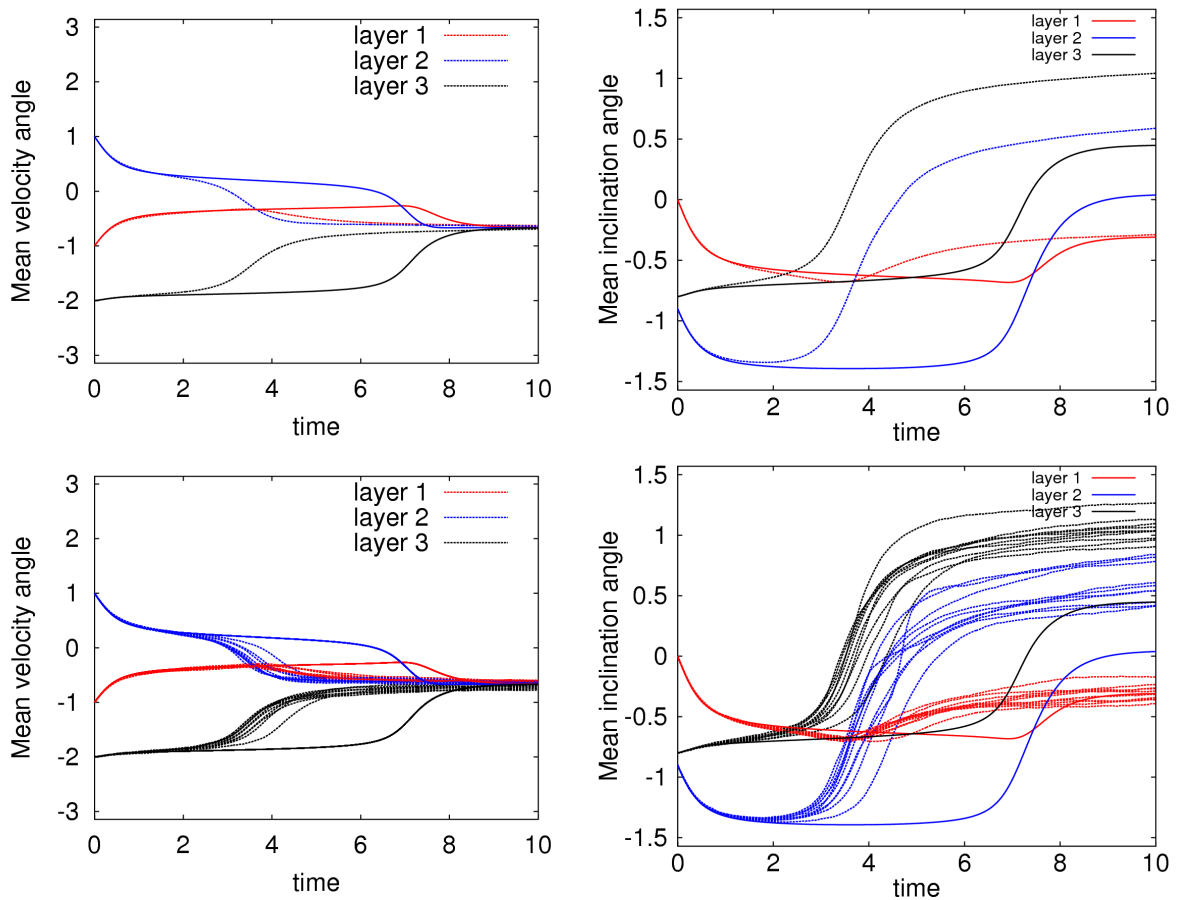 Mean velocity angle
3
2
1
0
-1
-2
-3
layer 1
layer 2
layer 3
0 2 4 6 8 10
time
Mean inclination angle
1.5
1
0.5
0
-0.5
-1
-1.5
layer 1
layer 2
layer 3
0 2 4 6 8 10
time
Mean velocity angle
3
2
1
0
-1
-2
-3
layer 1
layer 2
layer 3
0 2 4 6 8 10
time
Mean inclination angle
1.5
1
0.5
0
-0.5
-1
-1.5
layer 1
layer 2
layer 3
0 2 4 6 8 10
time